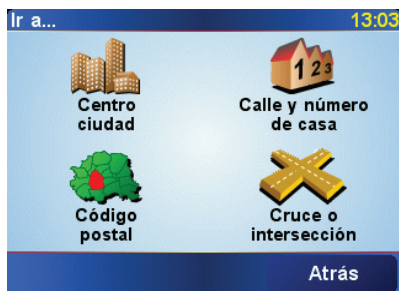 Ir a...
13:03
1 2 3
Centro
ciudad
Calle y número
de casa
Código
postal
Cruce o
intersección
Atrás